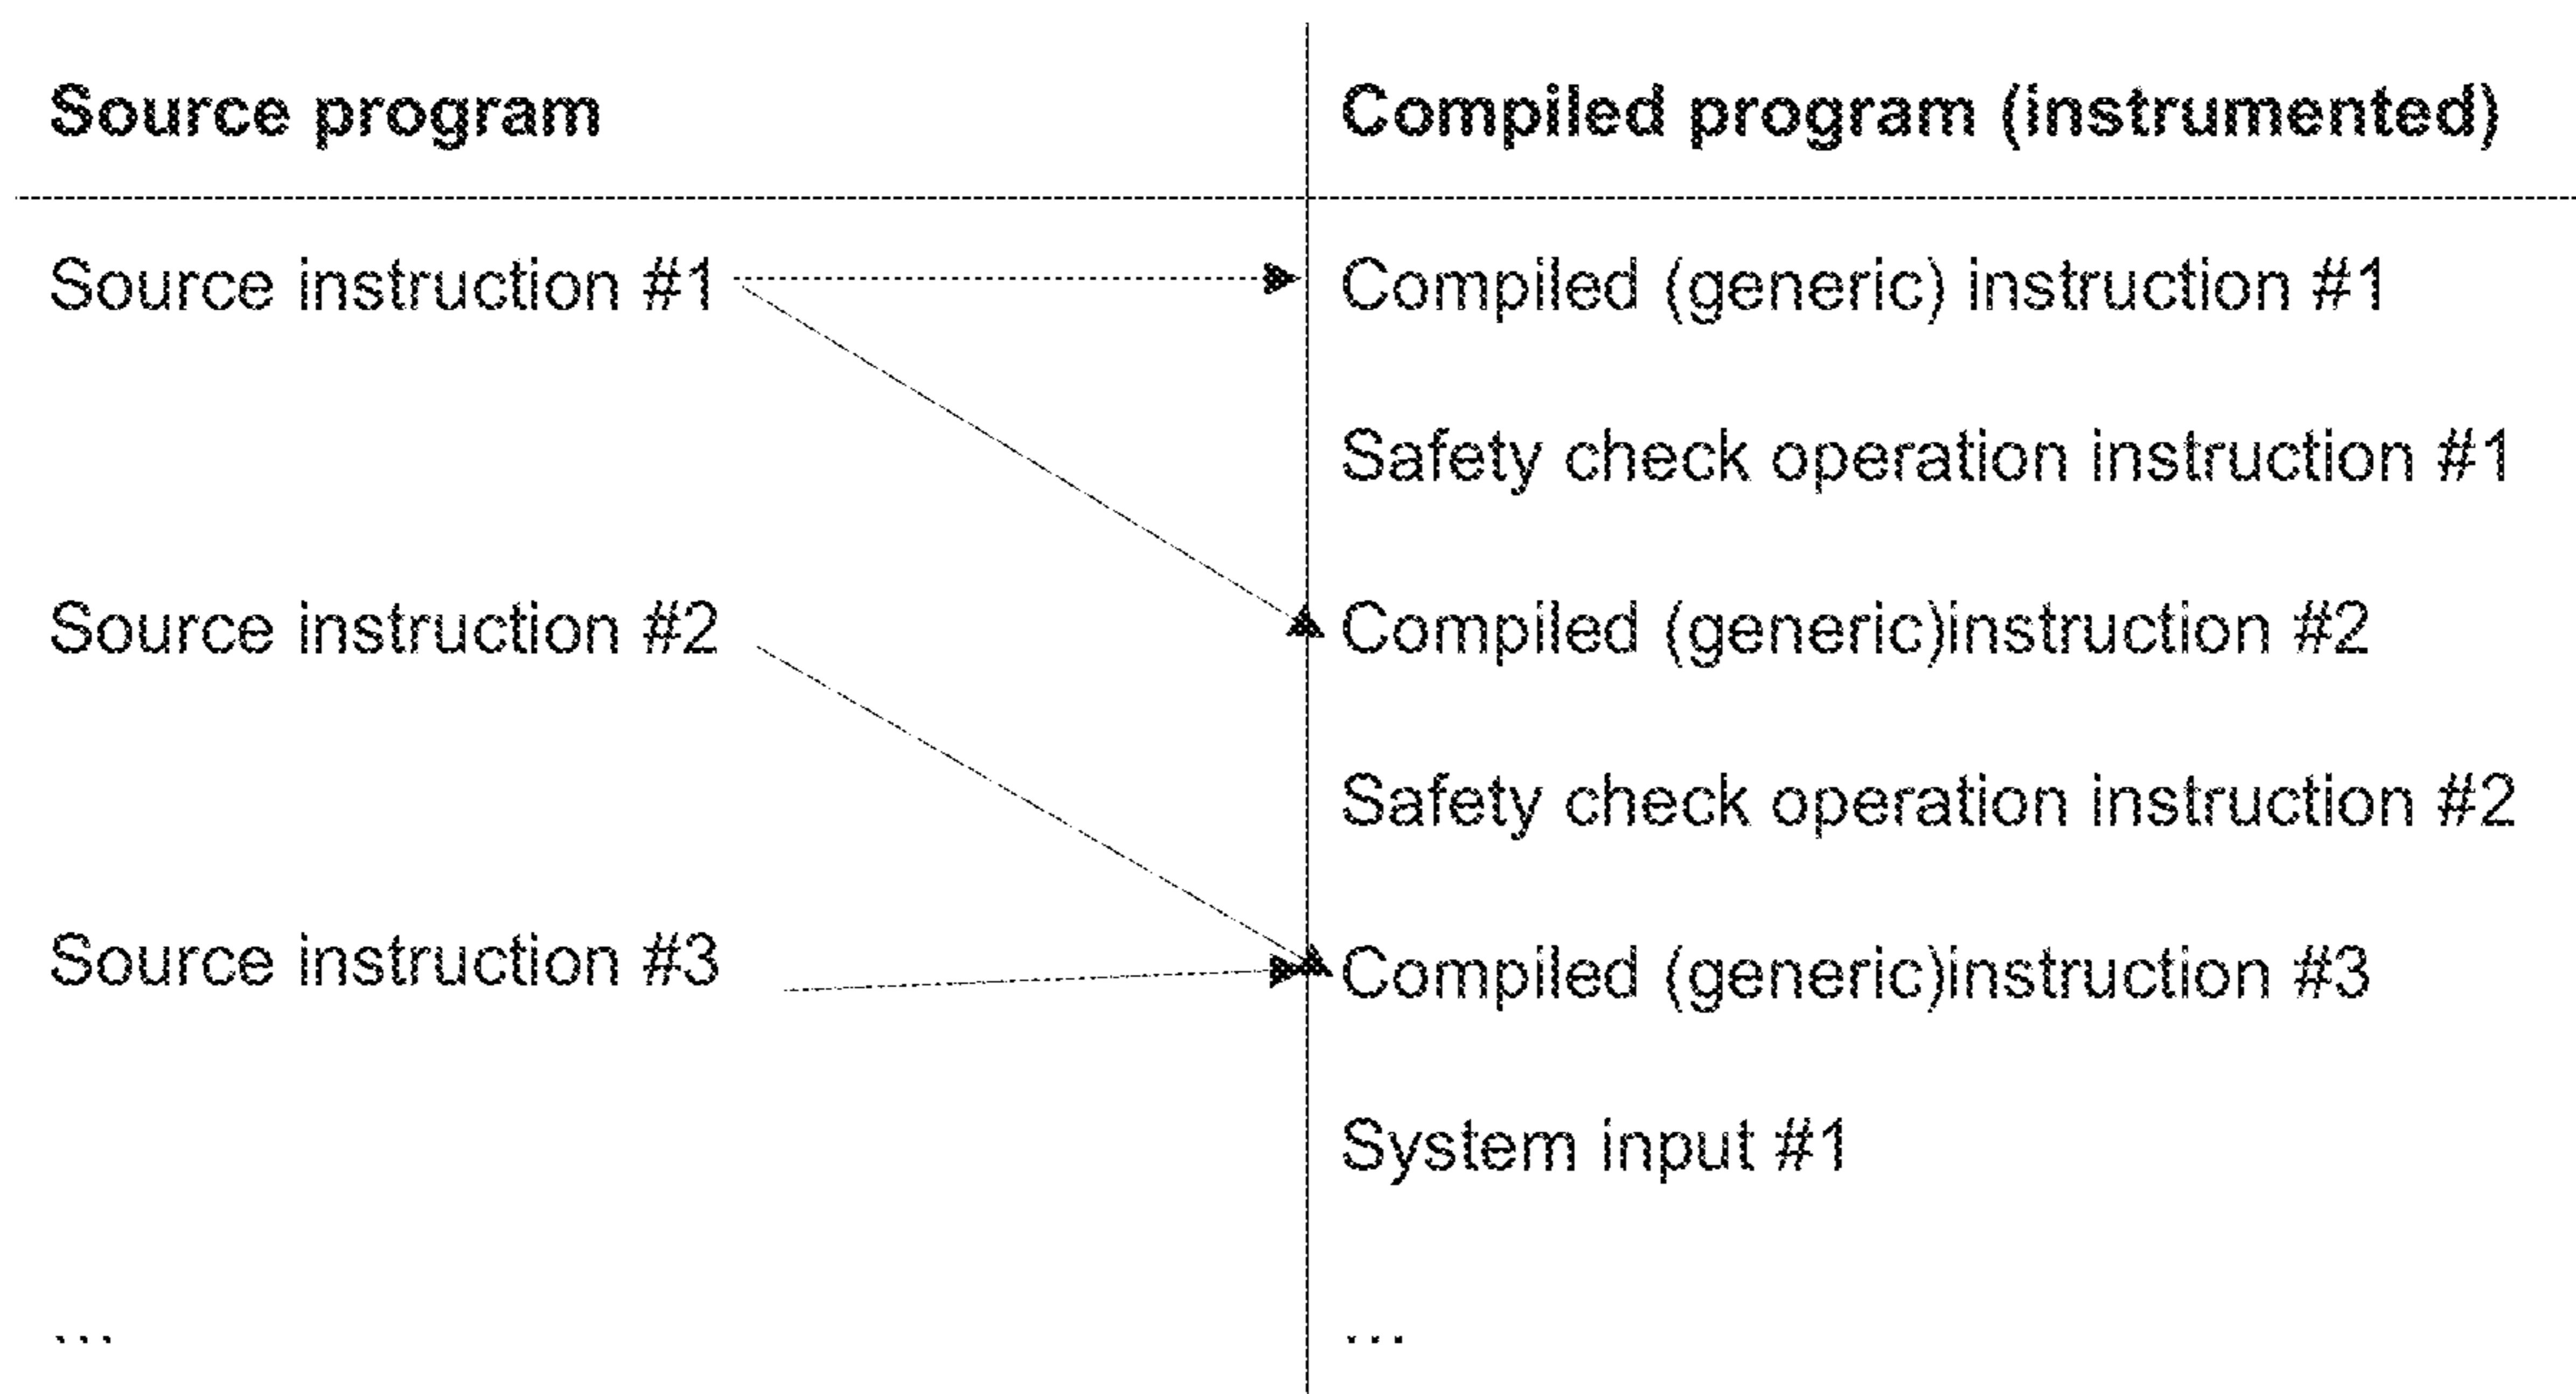 Source program
Compiled program (instrumented)
Source instruction #1
Compiled (generic) instruction #1
Safety check operation instruction #1
Source instruction #2
Compiled (generic)instruction #2
Safety check operation instruction #2
Source instruction #3
Compiled (generic)instruction #3
System input #1
...
...